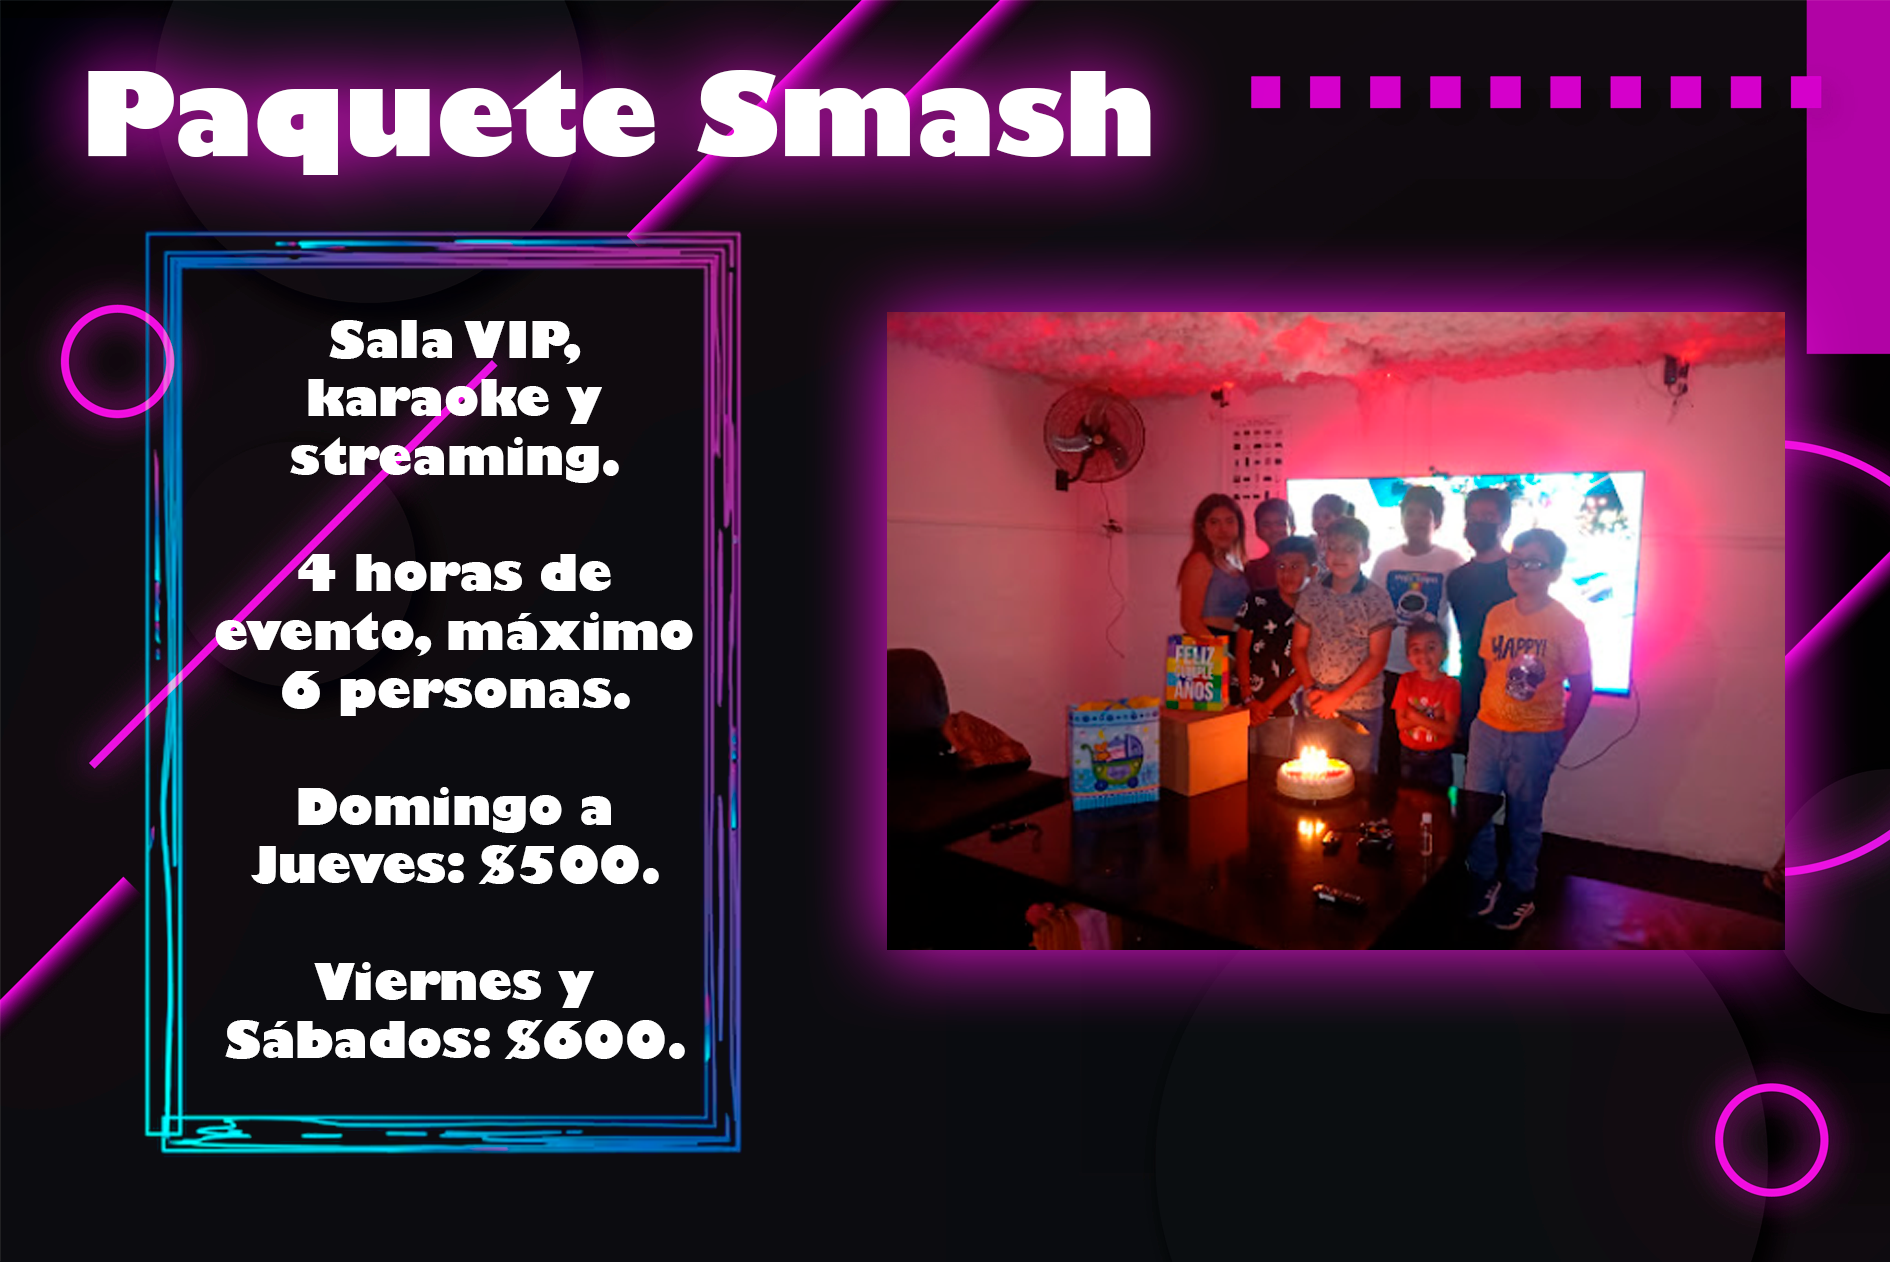 Paquete Smash
Sala VIP,
karaoke y
streaming.
4 horas de
evento, máximo
6 personas.
Domingo a
Jueves: $500.
Viernes y
Sábados: $600.
FELIZ
CUMPLE
AÑOS
HAPPY!